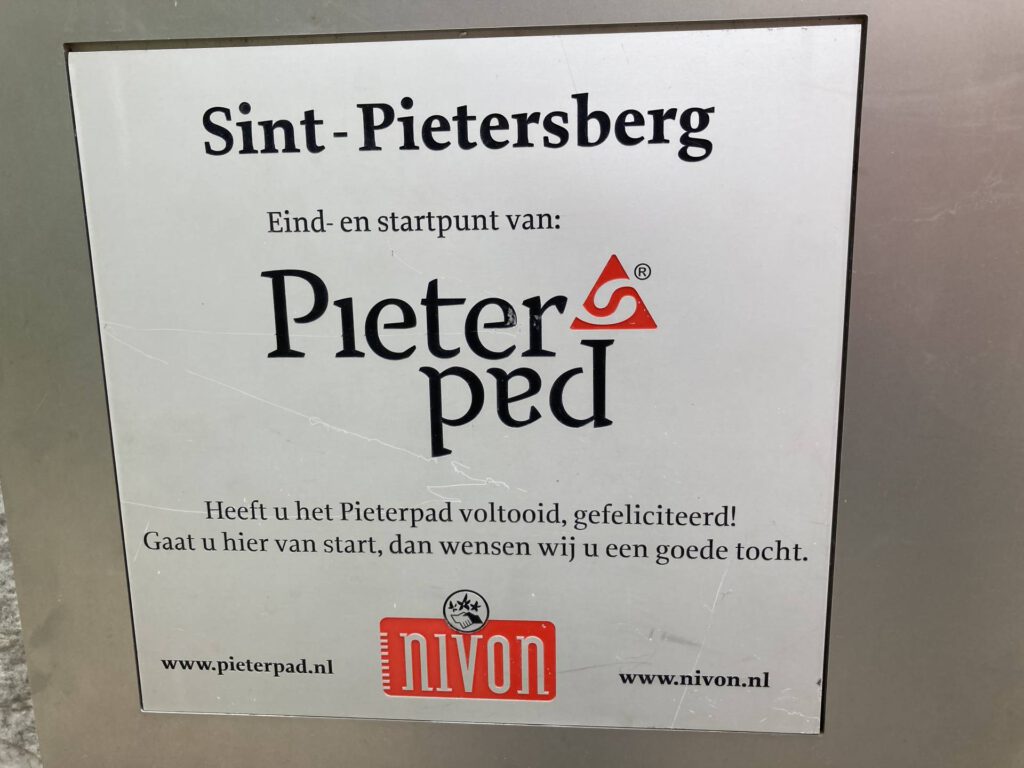 Sint-Pietersberg
Eind- en startpunt van:
Pieter ®
pad
Heeft u het Pieterpad voltooid, gefeliciteerd!
Gaat u hier van start, dan wensen wij u een goede tocht.
nivon
www.pieterpad.nl
www.nivon.nl